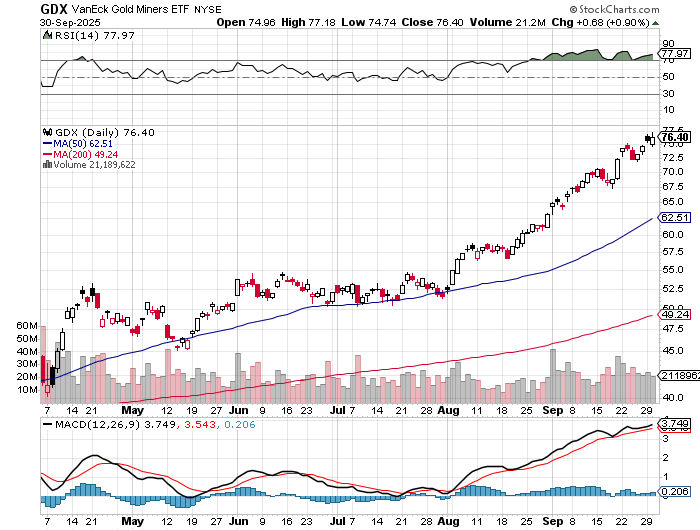 GDX VanEck Gold Miners ETF NYSE
© StockCharts.com
30-Sep-2025
Open 74.96 High 77.18 Low 74.74 Close 76.40 Volume 21.2M Chg +0.68 (+0.90%)
RSI(14) 77.97
90
77.97
70
50
30
10
GDX (Daily) 76.40
MA(50) 62.51
MA(200) 49.24
Volume 21,189,622
77.5
76.40
75.0
72.5
70.0
67.5
65.0
62.51
60.0
57.5
55.0
52.5
50.0
49.24
47.5
45.0
40.0
60M
50M
40M
30M
20M
10M
2118962
7 14 21 May 12 19 27 Jun 9 16 23 Jul 7 14 21 28 Aug 11 18 25 Sep 8 15 22 29
MACD(12,26,9) 3.749, 3.543, 0.206
3.749
3
2
1
0.206
7 14 21 May 12 19 27 Jun 9 16 23 Jul 7 14 21 28 Aug 11 18 25 Sep 8 15 22 29